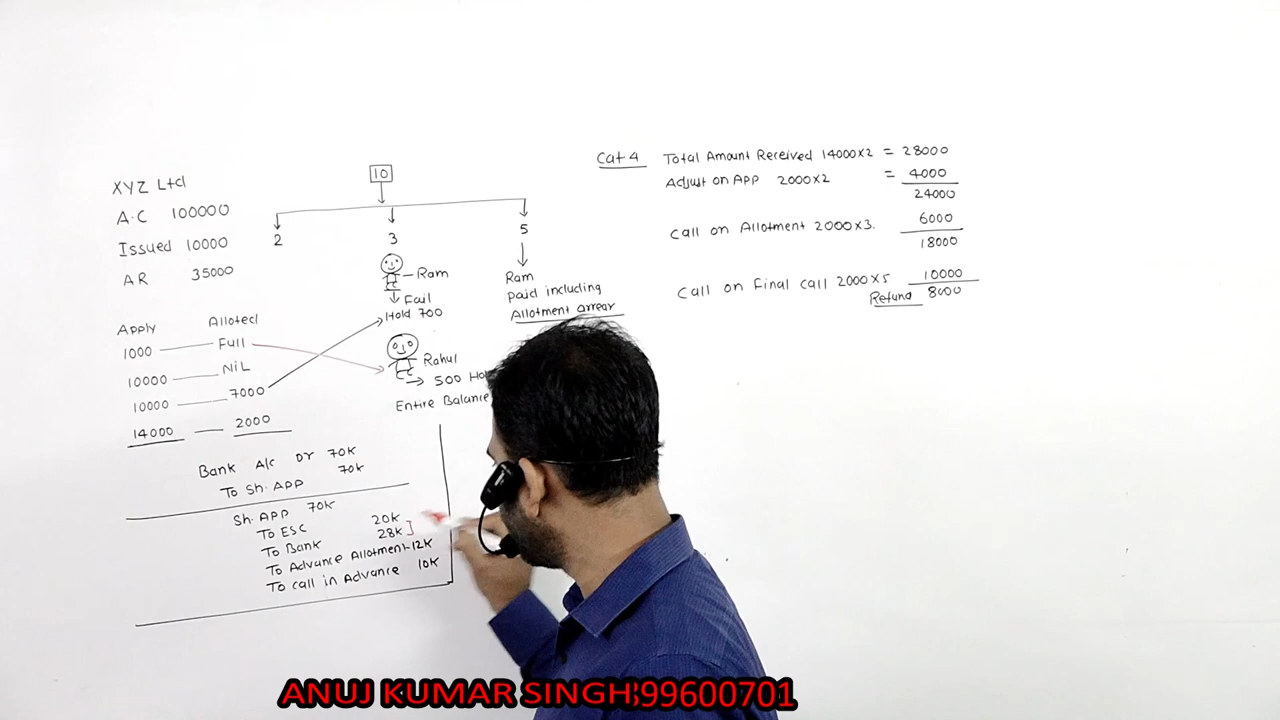 XYZ Ltd
A.C 100000
Issued 10000
AR 35000
Apply Alloted
1000 Full
10000 NiL
10000 7000
14000 2000
10
2 3 5
Ram
Fail
Hold 700
Rahul
500
Entire Balance
Ram
Paid including
Allotment arrear
Bank A/c Dr 70K
To Sh. APP 70K
Sh. APP 70K
To ESC 20K
To Bank 28K
To Advance Allotment 12K
To call in Advance 10K
Cat 4 Total Amount Received 14000x2 = 28000
Adjust on APP 2000x2 = 4000
24000
Call on Allotment 2000x3. 6000
18000
Call on Final call 2000x5 10000
Refund 8000
ANUJ KUMAR SINGH 99600701